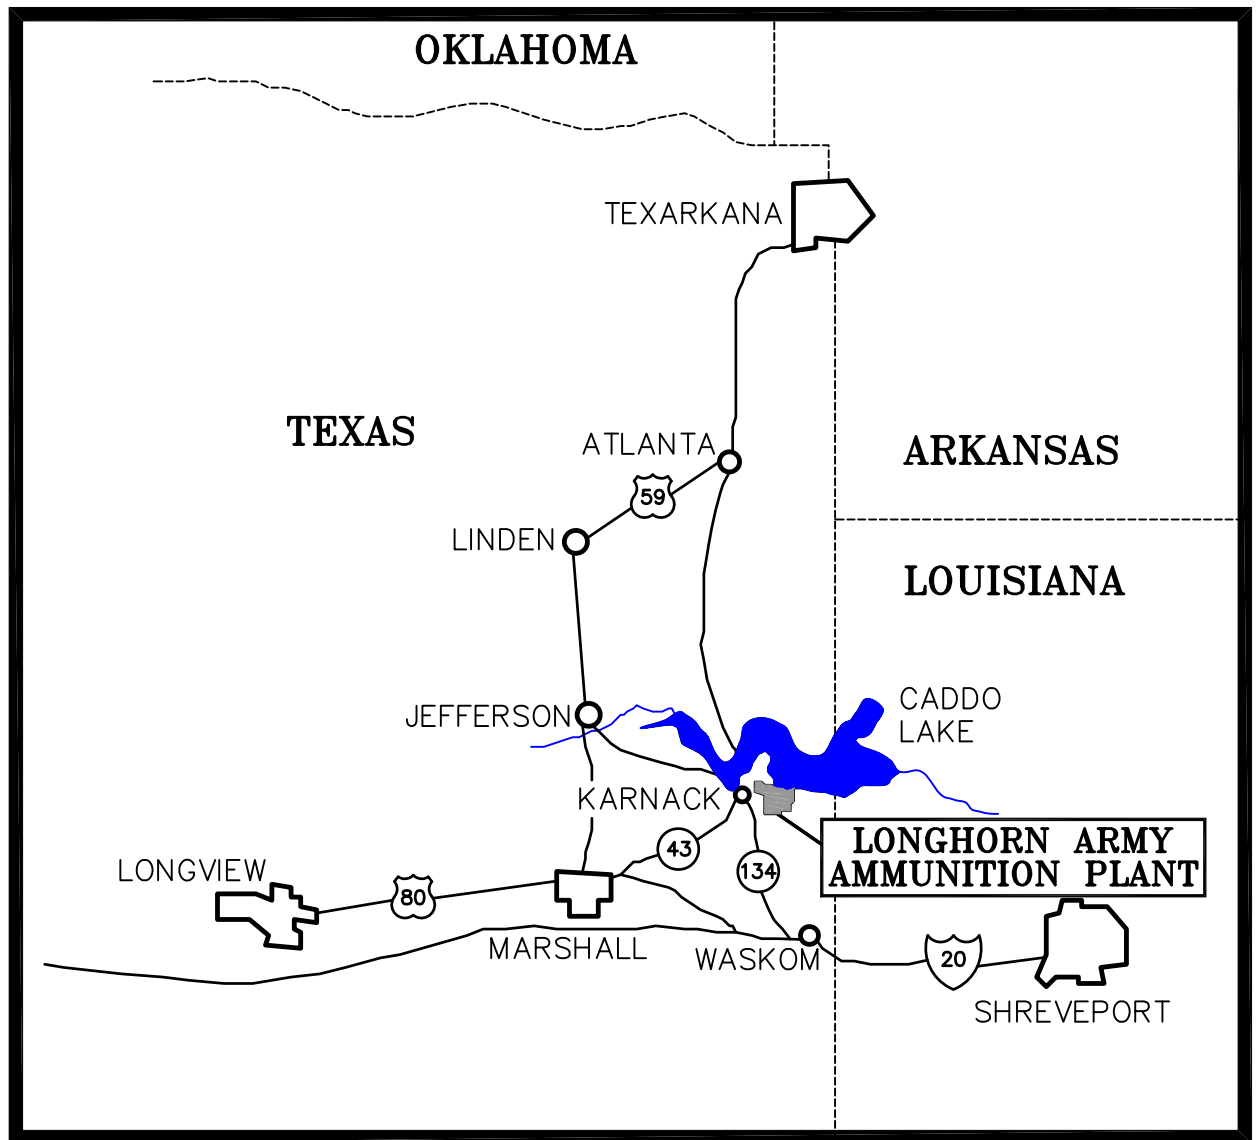 OKLAHOMA
TEXARKANA
TEXAS
ATLANTA
ARKANSAS
59
LINDEN
LOUISIANA
CADDO
LAKE
JEFFERSON
KARNACK
LONGHORN ARMY
AMMUNITION PLANT
43
134
LONGVIEW
80
MARSHALL
WASKOM
20
SHREVEPORT